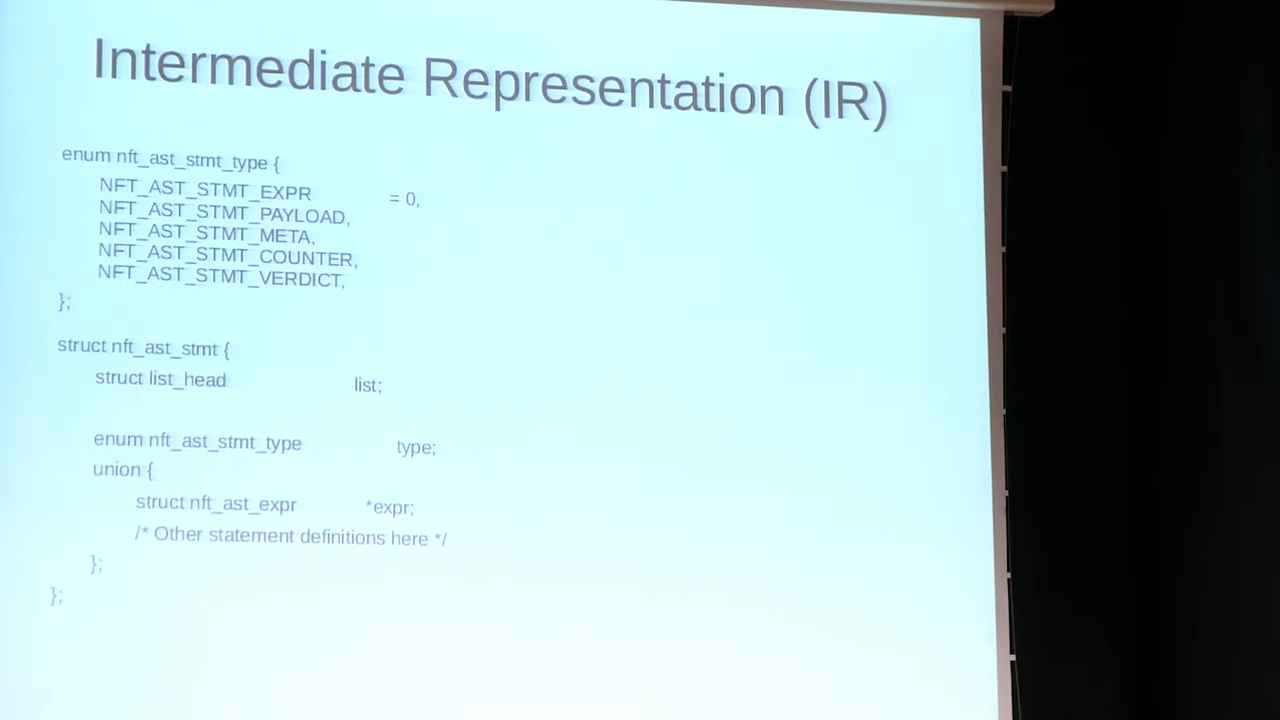 Intermediate Representation (IR)
enum nft_ast_stmt_type {
NFT_AST_STMT_EXPR = 0,
NFT_AST_STMT_PAYLOAD,
NFT_AST_STMT_META,
NFT_AST_STMT_COUNTER,
NFT_AST_STMT_VERDICT,
};
struct nft_ast_stmt {
struct list_head list;
enum nft_ast_stmt_type type;
union {
struct nft_ast_expr *expr;
/* Other statement definitions here */
};
};